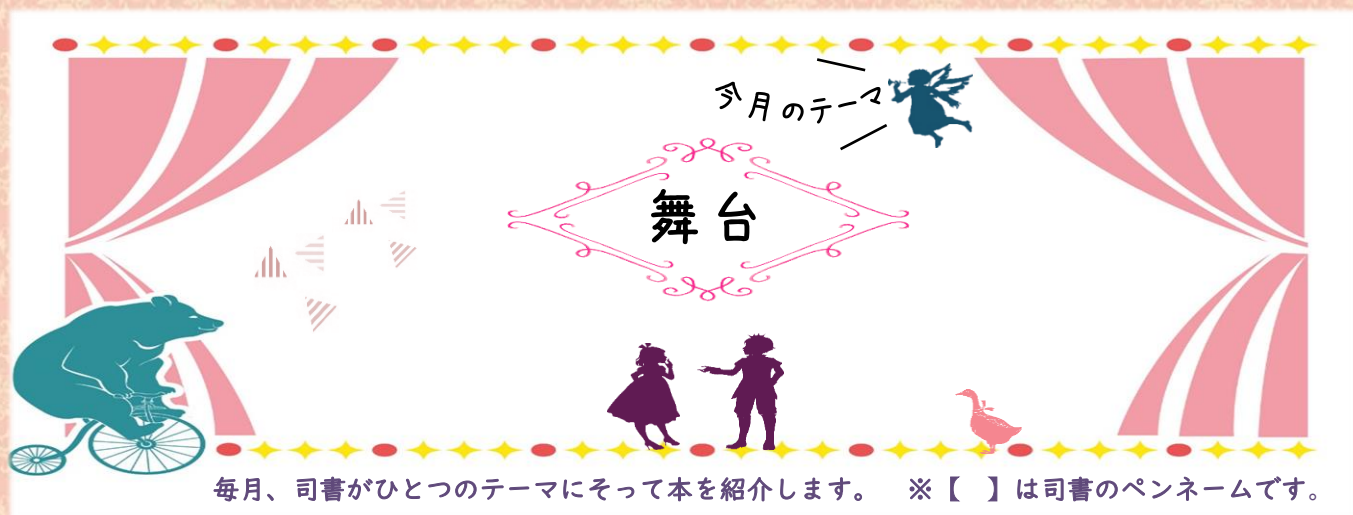 今月のテーマ
舞台
毎月、司書がひとつのテーマにそって本を紹介します。　※【　】は司書のペンネームです。